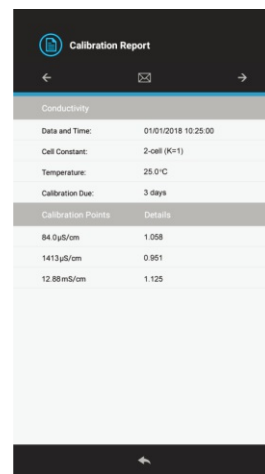 Calibration Report
Conductivity
Data and Time: 01/01/2018 10:25:00
Cell Constant: 2-cell (K=1)
Temperature: 25.0°C
Calibration Due: 3 days
Calibration Points Details
84.0µS/cm 1.058
1413µS/cm 0.951
12.88mS/cm 1.125